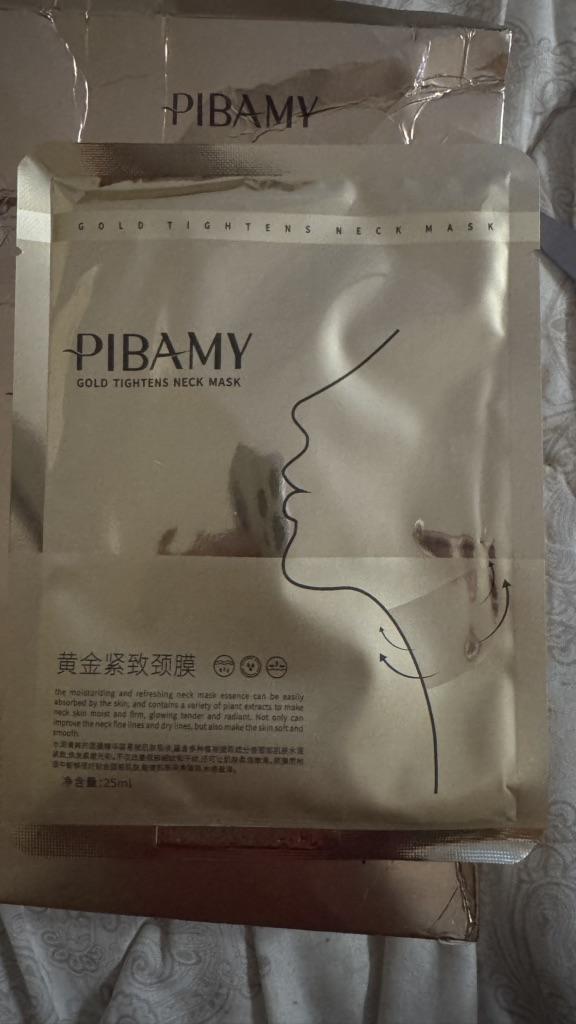 PIBAMY
GOLD TIGHTENS NECK MASK
PIBAMY
GOLD TIGHTENS NECK MASK
黄金紧致颈膜
the moisturizing and refreshing neck mask essence can be easily
absorbed by the skin, and contains a variety of plant extracts to make
neck skin moist and firm, glowing tender and radiant. Not only can
improve the neck fine lines and dry lines, but also make the skin soft and
smooth.
净含量:25ml